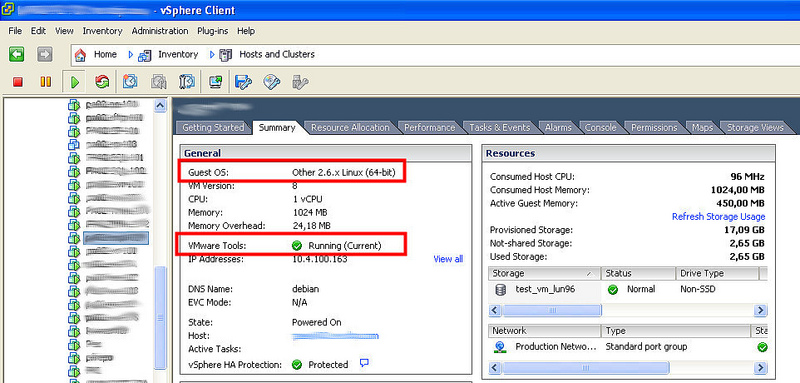 - vSphere Client
File Edit View Inventory Administration Plug-ins Help
Home Inventory Hosts and Clusters
Getting Started Summary Resource Allocation Performance Tasks & Events Alarms Console Permissions Maps Storage Views
General
Guest OS: Other 2.6.x Linux (64-bit)
VM Version: 8
CPU: 1 vCPU
Memory: 1024 MB
Memory Overhead: 24,18 MB
VMware Tools: Running (Current)
IP Addresses: 10.4.100.163 View all
DNS Name: debian
EVC Mode: N/A
State: Powered On
Host:
Active Tasks:
vSphere HA Protection: Protected
Resources
Consumed Host CPU: 96 MHz
Consumed Host Memory: 1024,00 MB
Active Guest Memory: 450,00 MB
Refresh Storage Usage
Provisioned Storage: 17,09 GB
Not-shared Storage: 2,65 GB
Used Storage: 2,65 GB
Storage Status Drive Type
test_vm_lun96 Normal Non-SSD
Network Type Sta
Production Netwo... Standard port group